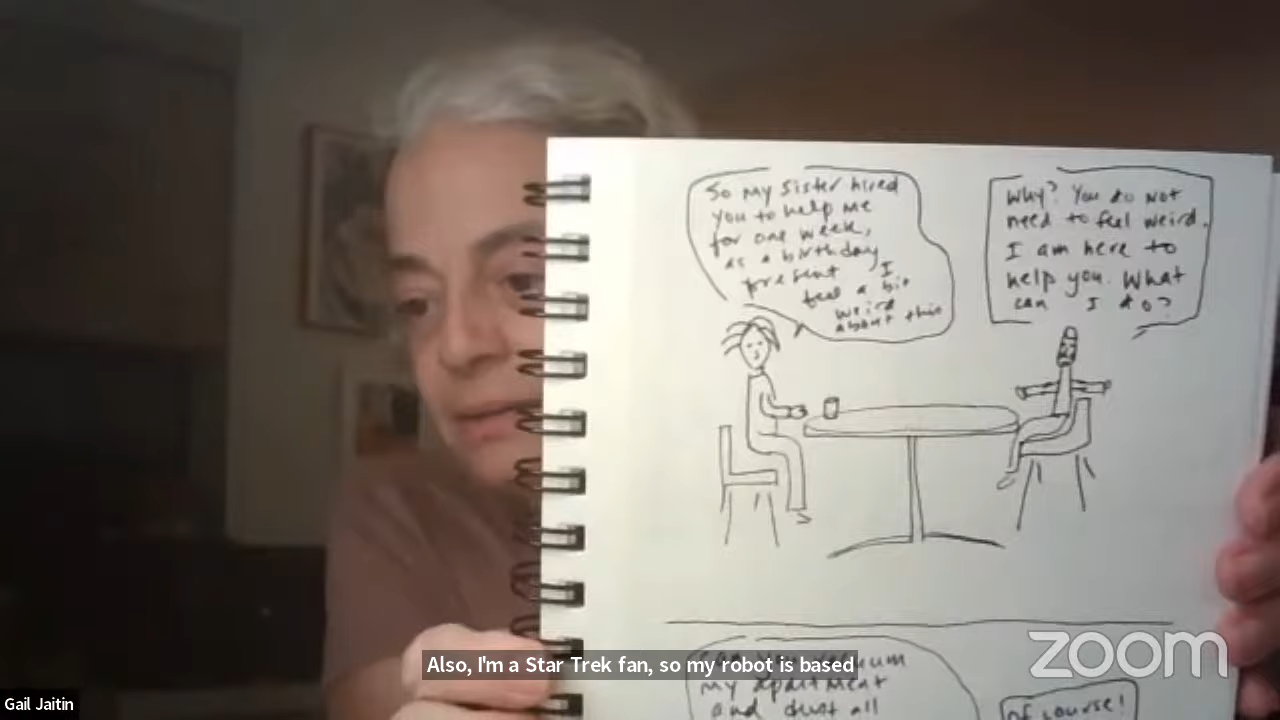 So my sister hired
you to help me
for one week,
as a birthday
present I
feel a bit
weird
about this
Why? You do not
need to feel weird.
I am here to
help you. What
can I do?
vacuum
my apartment
and dust all
of course!
Also, I'm a Star Trek fan, so my robot is based
zoom
Gail Jaitin